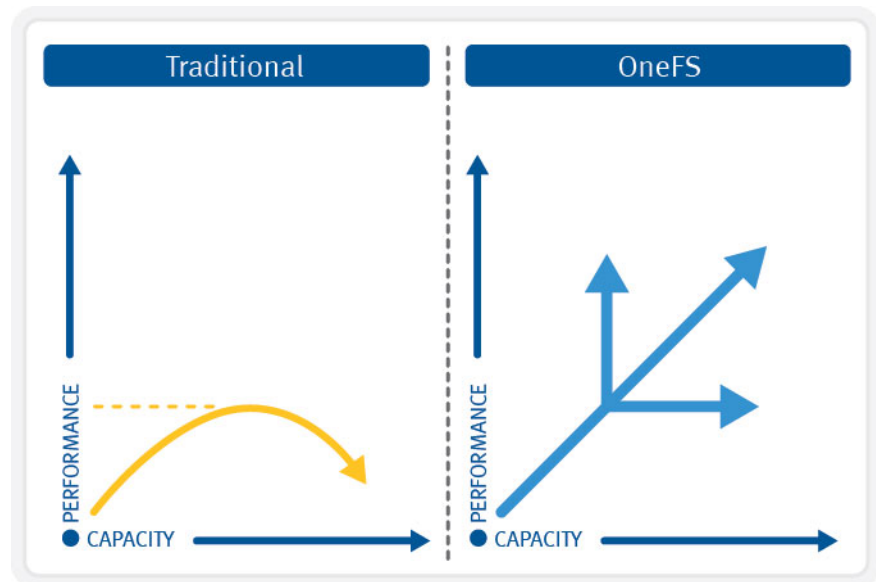 Traditional
PERFORMANCE
CAPACITY
OneFS
PERFORMANCE
CAPACITY